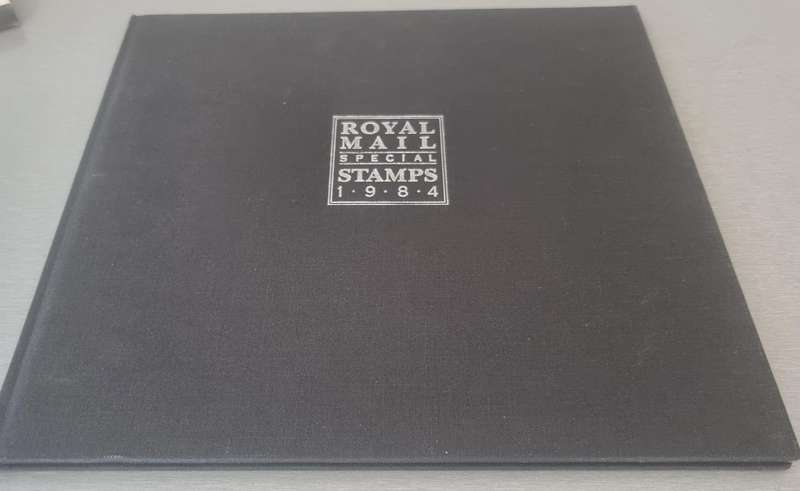 ROYAL
MAIL
SPECIAL
STAMPS
1·9·8·4